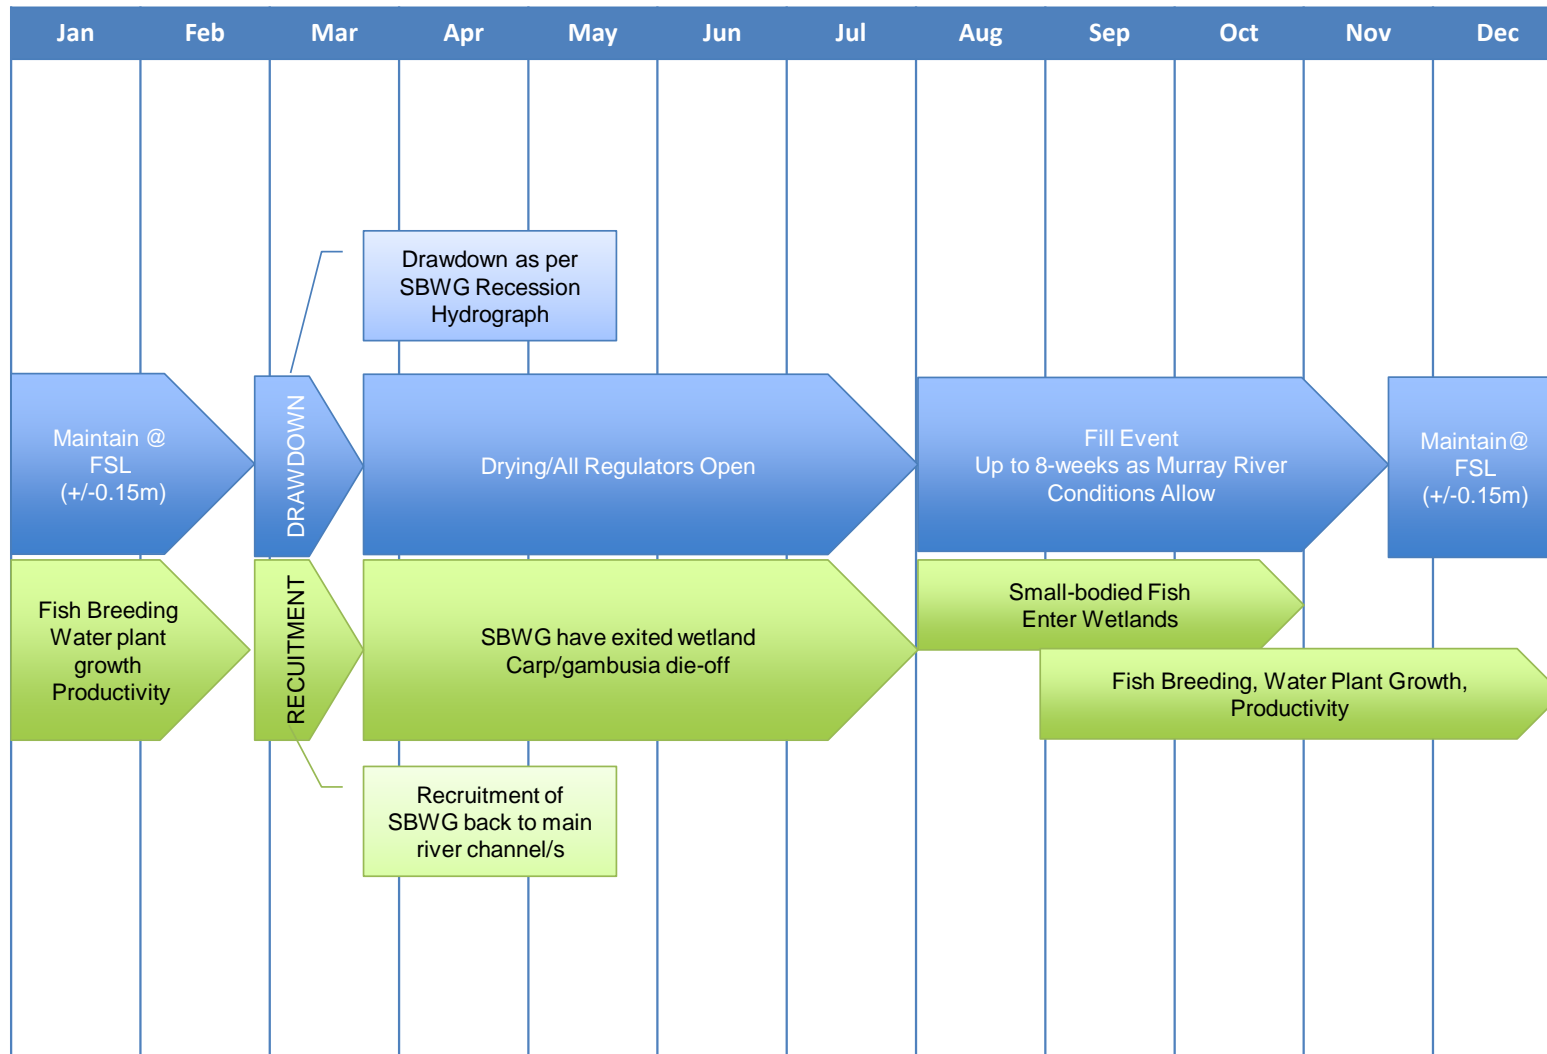 Jan Feb Mar Apr May Jun Jul Aug Sep Oct Nov Dec
Drawdown as per
SBWG Recession
Hydrograph
Maintain @
FSL
(+/-0.15m)
DRAWDOWN
Drying/All Regulators Open
Fill Event
Up to 8-weeks as Murray River
Conditions Allow
Maintain@
FSL
(+/-0.15m)
Fish Breeding
Water plant
growth
Productivity
RECUITMENT
SBWG have exited wetland
Carp/gambusia die-off
Small-bodied Fish
Enter Wetlands
Fish Breeding, Water Plant Growth,
Productivity
Recruitment of
SBWG back to main
river channel/s